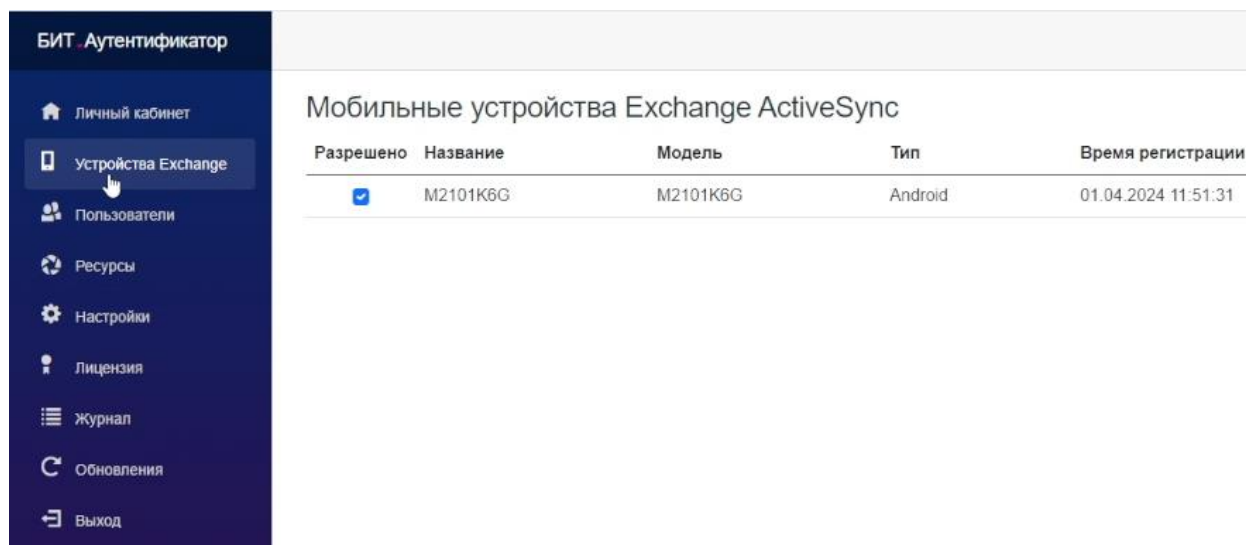 БИТ.Аутентификатор
Личный кабинет
Устройства Exchange
Пользователи
Ресурсы
Настройки
Лицензия
Журнал
Обновления
Выход
Мобильные устройства Exchange ActiveSync
Разрешено Название Модель Тип Время регистрации
M2101K6G M2101K6G Android 01.04.2024 11:51:31